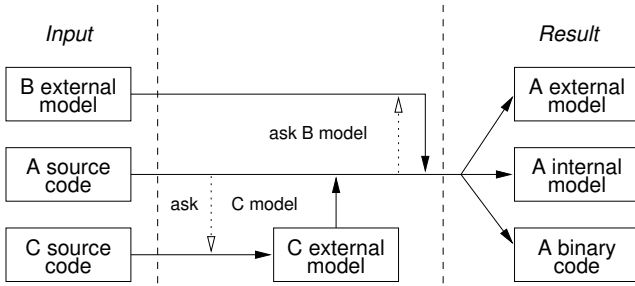 Input
Result
B external
model
A external
model
ask B model
A source
code
A internal
model
ask C model
C source
code
C external
model
A binary
code